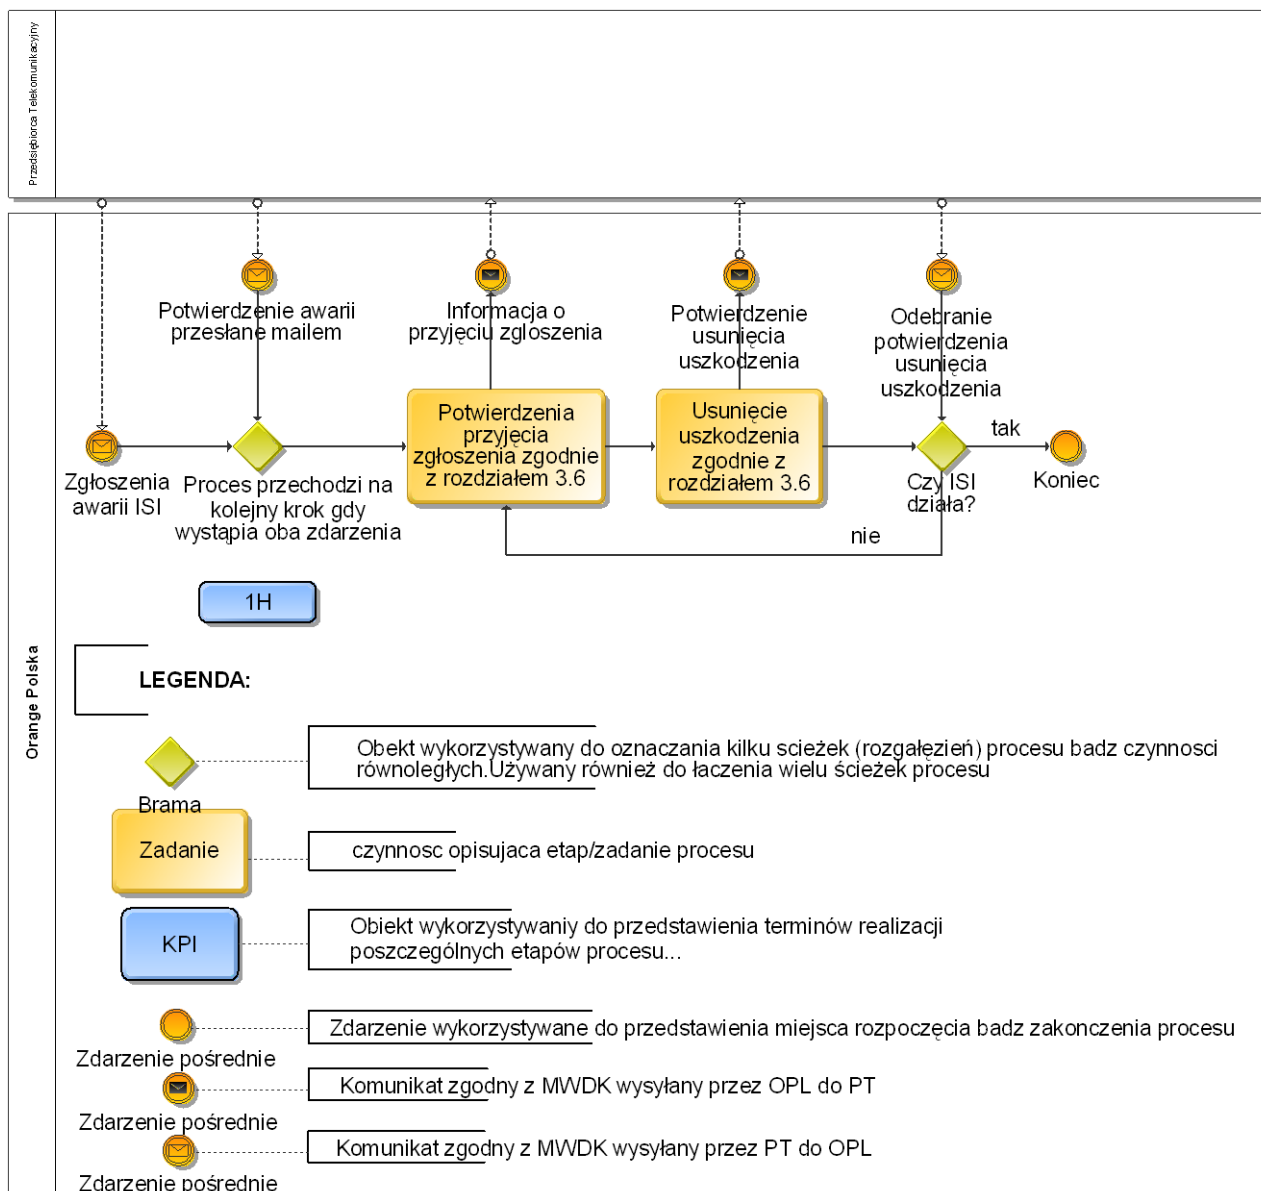 Przedsiębiorca Telekomunikacyjny
Potwierdzenie awarii
przesłane mailem
Informacja o
przyjęciu zgloszenia
Potwierdzenie
usunięcia
uszkodzenia
Odebranie
potwierdzenia
usunięcia
uszkodzenia
Zgłoszenia
awarii ISI
Proces przechodzi na
kolejny krok gdy
wystąpia oba zdarzenia
Potwierdzenia
przyjęcia
zgłoszenia zgodnie
z rozdziałem 3.6
Usunięcie
uszkodzenia
zgodnie z
rozdziałem 3.6
Czy ISI
działa?
tak
Koniec
nie
1H
Orange Polska
LEGENDA:
Brama
Obekt wykorzystywany do oznaczania kilku scieżek (rozgałęzień) procesu badz czynnosci
równoległych.Używany również do łaczenia wielu ścieżek procesu
Zadanie
czynnosc opisujaca etap/zadanie procesu
KPI
Obiekt wykorzystywaniy do przedstawienia terminów realizacji
poszczególnych etapów procesu...
Zdarzenie pośrednie
Zdarzenie wykorzystywane do przedstawienia miejsca rozpoczęcia badz zakonczenia procesu
Zdarzenie pośrednie
Komunikat zgodny z MWDK wysyłany przez OPL do PT
Zdarzenie pośrednie
Komunikat zgodny z MWDK wysyłany przez PT do OPL